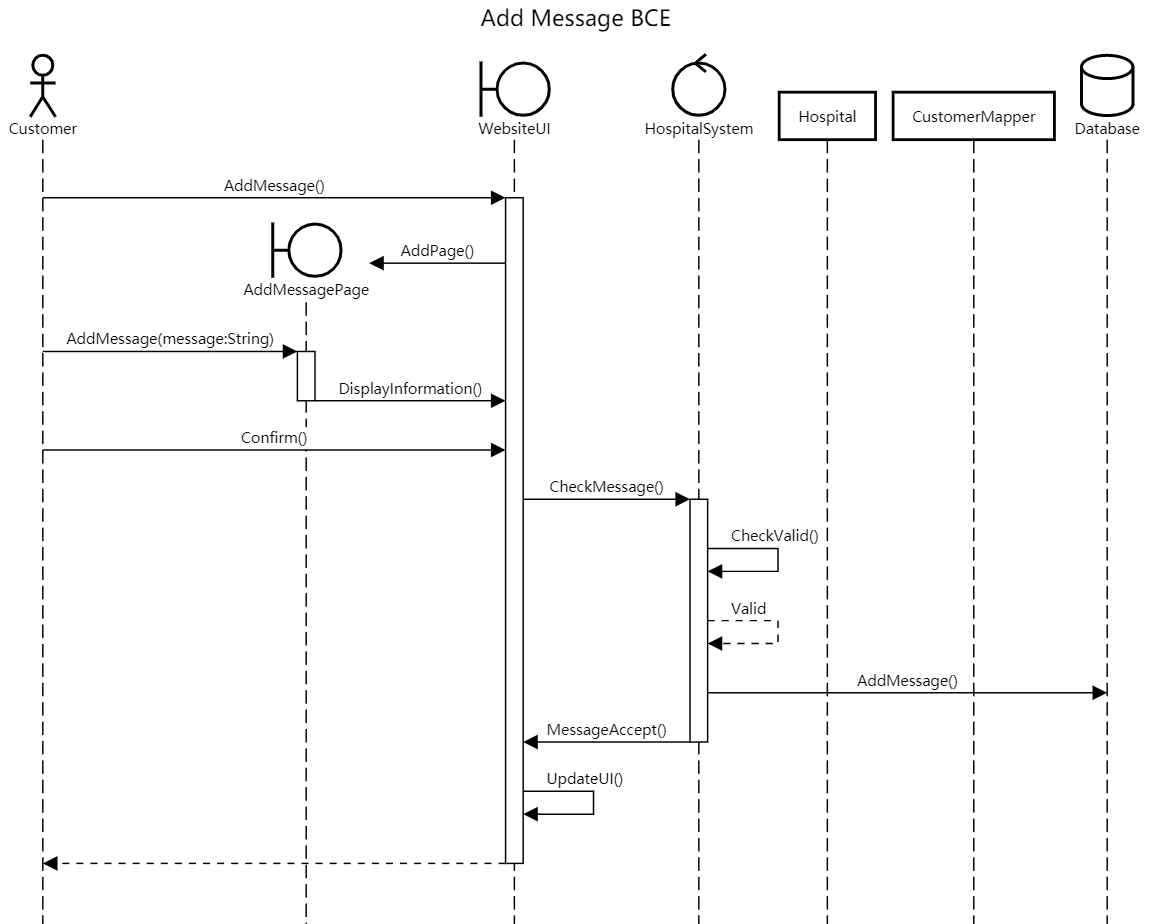 Add Message BCE
Customer
WebsiteUI
HospitalSystem
Hospital
CustomerMapper
Database
AddMessage()
AddPage()
AddMessagePage
AddMessage(message:String)
DisplayInformation()
Confirm()
CheckMessage()
CheckValid()
Valid
AddMessage()
MessageAccept()
UpdateUI()